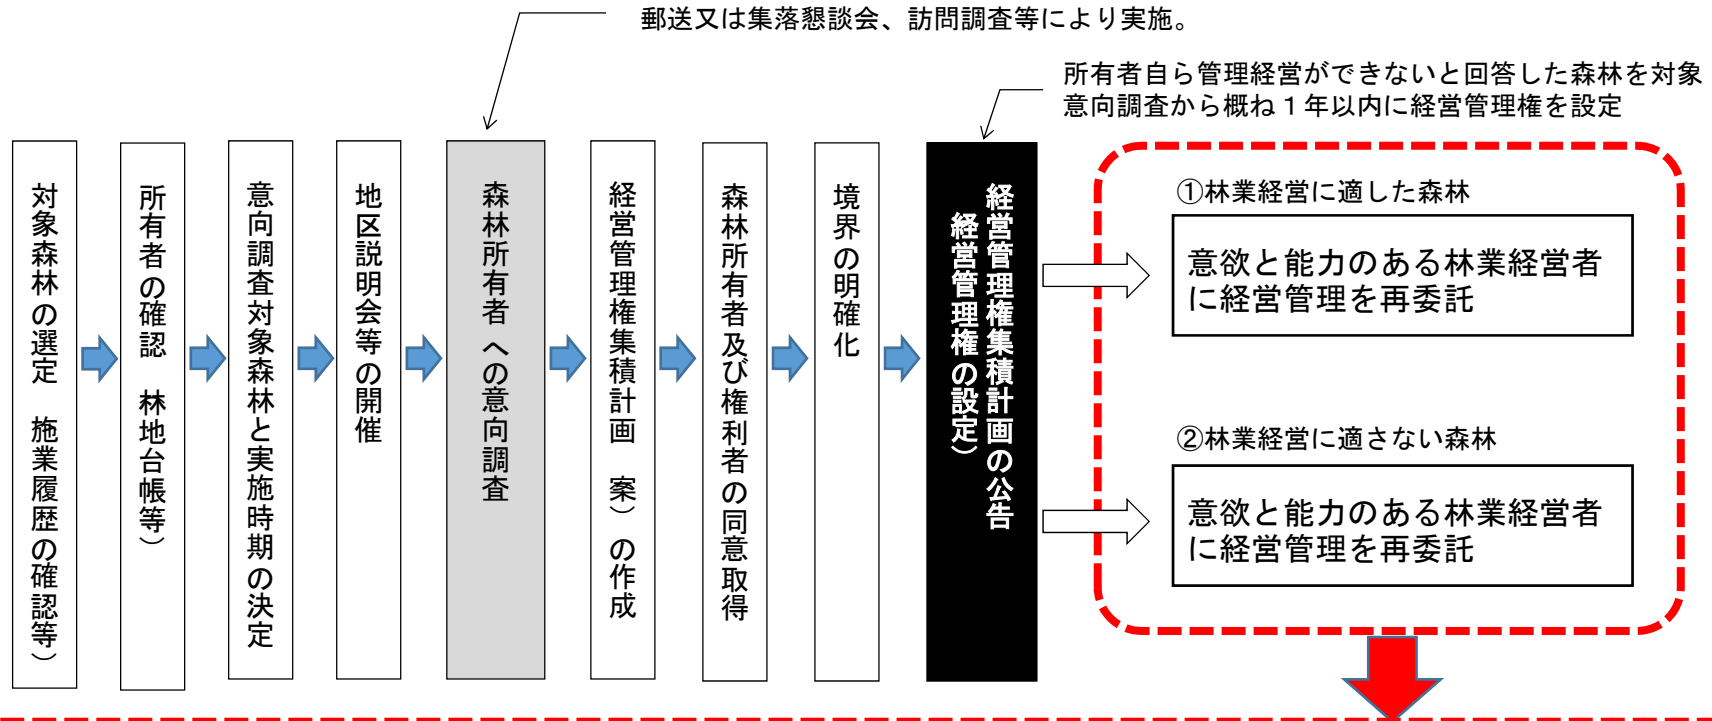 郵送又は集落懇談会、訪問調査等により実施。
所有者自ら管理経営ができないと回答した森林を対象
意向調査から概ね１年以内に経営管理権を設定
対象森林の選定　施業履歴の確認等）
所有者の確認　林地台帳等）
意向調査対象森林と実施時期の決定
地区説明会等の開催
森林所有者への意向調査
経営管理権集積計画　案）の作成
森林所有者及び権利者の同意取得
境界の明確化
経営管理権集積計画の公告
経営管理権の設定）
①林業経営に適した森林
意欲と能力のある林業経営者
に経営管理を再委託
②林業経営に適さない森林
意欲と能力のある林業経営者
に経営管理を再委託